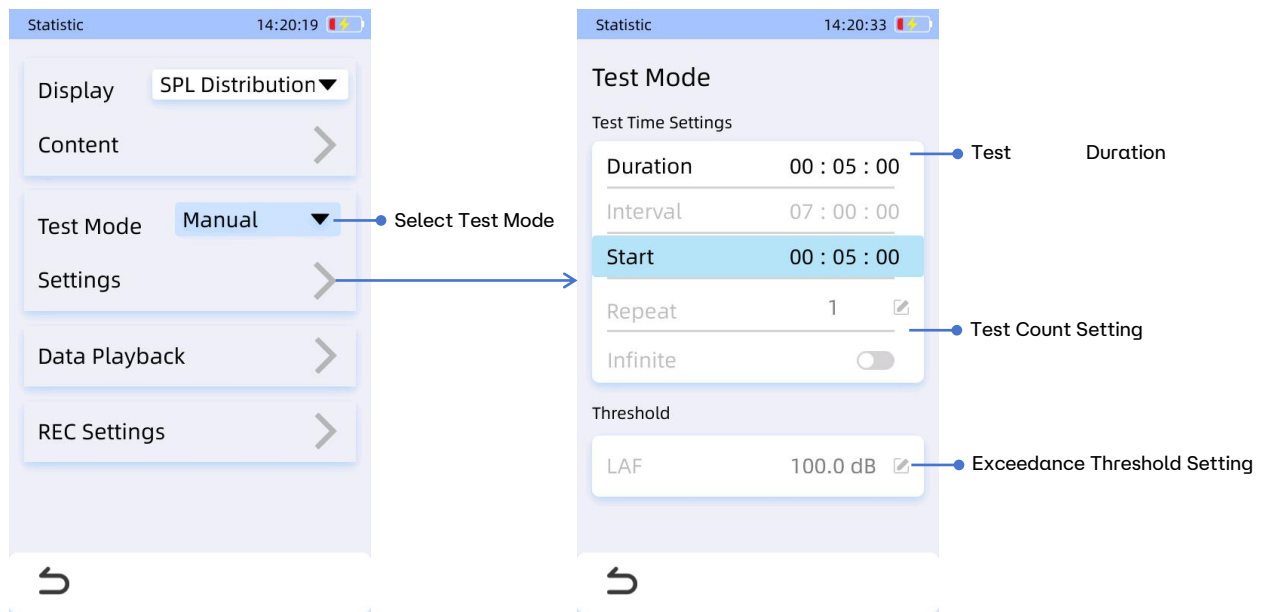 Statistic 14:20:19
Display SPL Distribution
Content
Test Mode Manual
Settings
Data Playback
REC Settings
Select Test Mode
Statistic 14:20:33
Test Mode
Test Time Settings
Duration 00 : 05 : 00
Interval 07 : 00 : 00
Start 00 : 05 : 00
Repeat 1
Infinite
Threshold
LAF 100.0 dB
Test Duration
Test Count Setting
Exceedance Threshold Setting